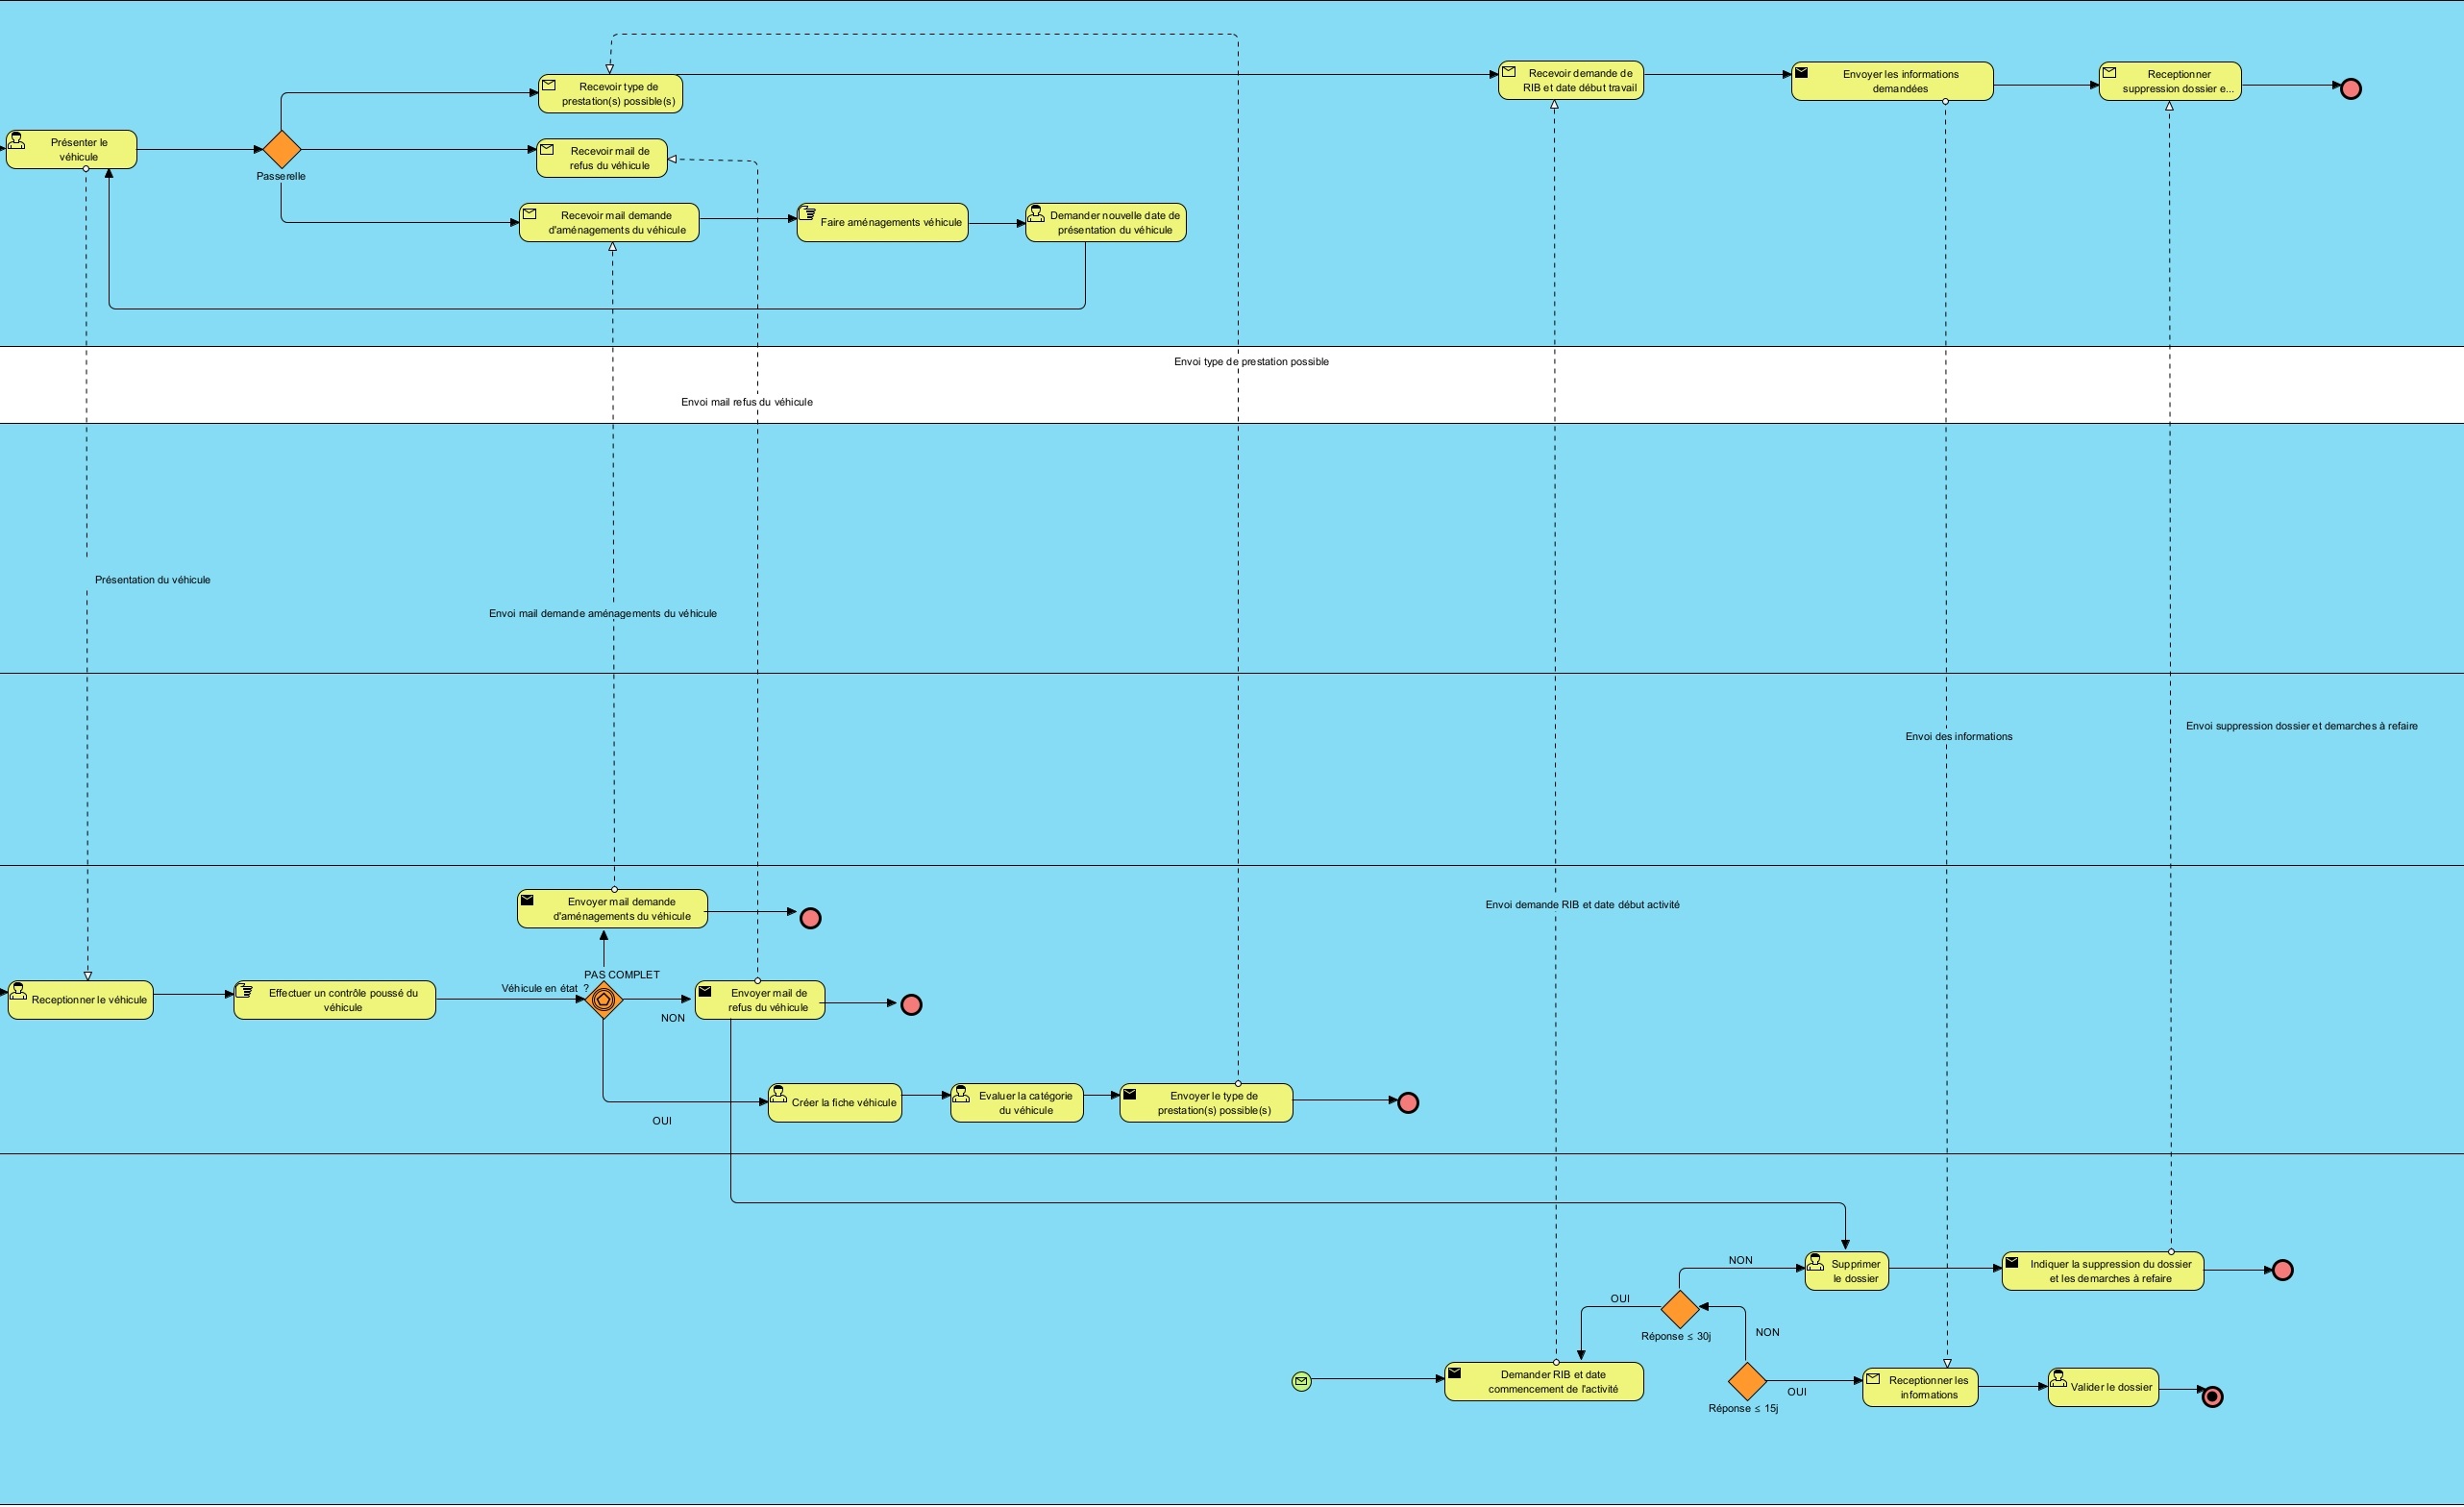 Recevoir type de
prestation(s) possible(s)
Recevoir demande de
RIB et date début travail
Envoyer les informations
demandées
Receptionner
suppression dossier e...
Présenter le
véhicule
Passerelle
Recevoir mail de
refus du véhicule
Recevoir mail demande
d'aménagements du véhicule
Faire aménagements véhicule
Demander nouvelle date de
présentation du véhicule
Envoi type de prestation possible
Envoi mail refus du véhicule
Présentation du véhicule
Envoi mail demande aménagements du véhicule
Envoi suppression dossier et demarches à refaire
Envoi des informations
Envoi demande RIB et date début activité
Envoyer mail demande
d'aménagements du véhicule
PAS COMPLET
Véhicule en état ?
Receptionner le véhicule
Effectuer un contrôle poussé du
véhicule
Envoyer mail de
refus du véhicule
NON
Créer la fiche véhicule
Evaluer la catégorie
du véhicule
Envoyer le type de
prestation(s) possible(s)
OUI
NON
Supprimer
le dossier
Indiquer la suppression du dossier
et les demarches à refaire
OUI
Réponse ≤ 30j
NON
Demander RIB et date
commencement de l'activité
OUI
Réponse ≤ 15j
Receptionner les
informations
Valider le dossier